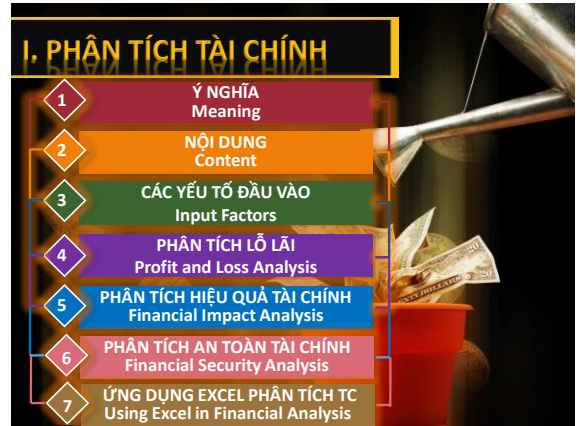 I. PHÂN TÍCH TÀI CHÍNH
1
Ý NGHĨA
Meaning
2
NỘI DUNG
Content
3
CÁC YẾU TỐ ĐẦU VÀO
Input Factors
4
PHÂN TÍCH LỖ LÃI
Profit and Loss Analysis
5
PHÂN TÍCH HIỆU QUẢ TÀI CHÍNH
Financial Impact Analysis
6
PHÂN TÍCH AN TOÀN TÀI CHÍNH
Financial Security Analysis
7
ỨNG DỤNG EXCEL PHÂN TÍCH TC
Using Excel in Financial Analysis
20
TY DOLLARS